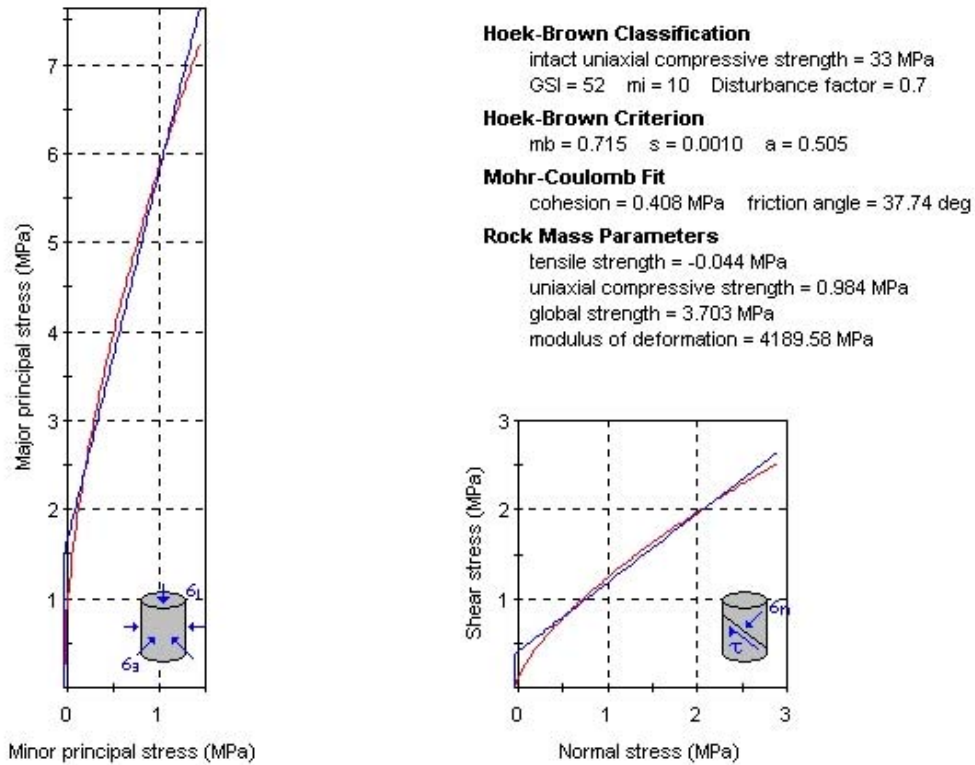 Hoek-Brown Classification
intact uniaxial compressive strength = 33 MPa
GSI = 52 mi = 10 Disturbance factor = 0.7
Hoek-Brown Criterion
mb = 0.715 s = 0.0010 a = 0.505
Mohr-Coulomb Fit
cohesion = 0.408 MPa friction angle = 37.74 deg
Rock Mass Parameters
tensile strength = -0.044 MPa
uniaxial compressive strength = 0.984 MPa
global strength = 3.703 MPa
modulus of deformation = 4189.58 MPa
Major principal stress (MPa)
7
6
5
4
3
2
1
0 1
Minor principal stress (MPa)
σ1
σ3
Shear stress (MPa)
3
2
1
0 1 2 3
Normal stress (MPa)
σn
τ